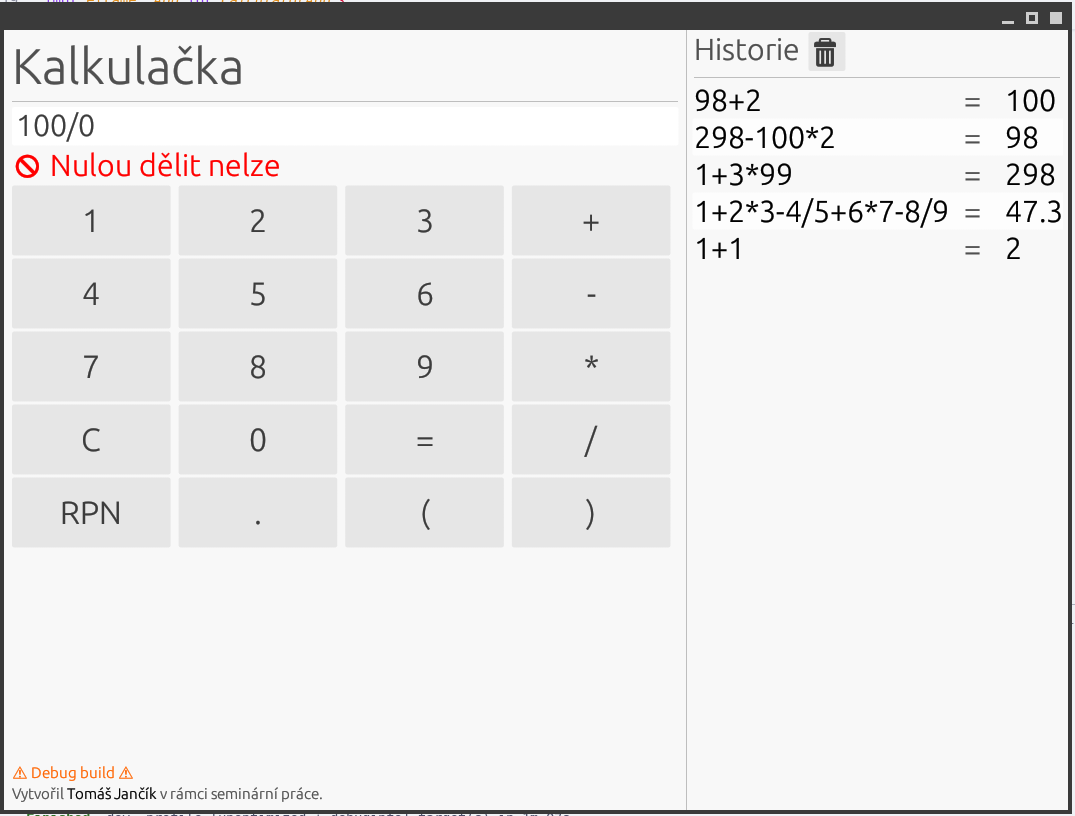 Kalkulačka
100/0
Nulou dělit nelze
1 2 3 +
4 5 6 -
7 8 9 *
C 0 = /
RPN . ( )
⚠ Debug build ⚠
Vytvořil Tomáš Jančík v rámci seminární práce.
Historie
98+2 = 100
298-100*2 = 98
1+3*99 = 298
1+2*3-4/5+6*7-8/9 = 47.3
1+1 = 2